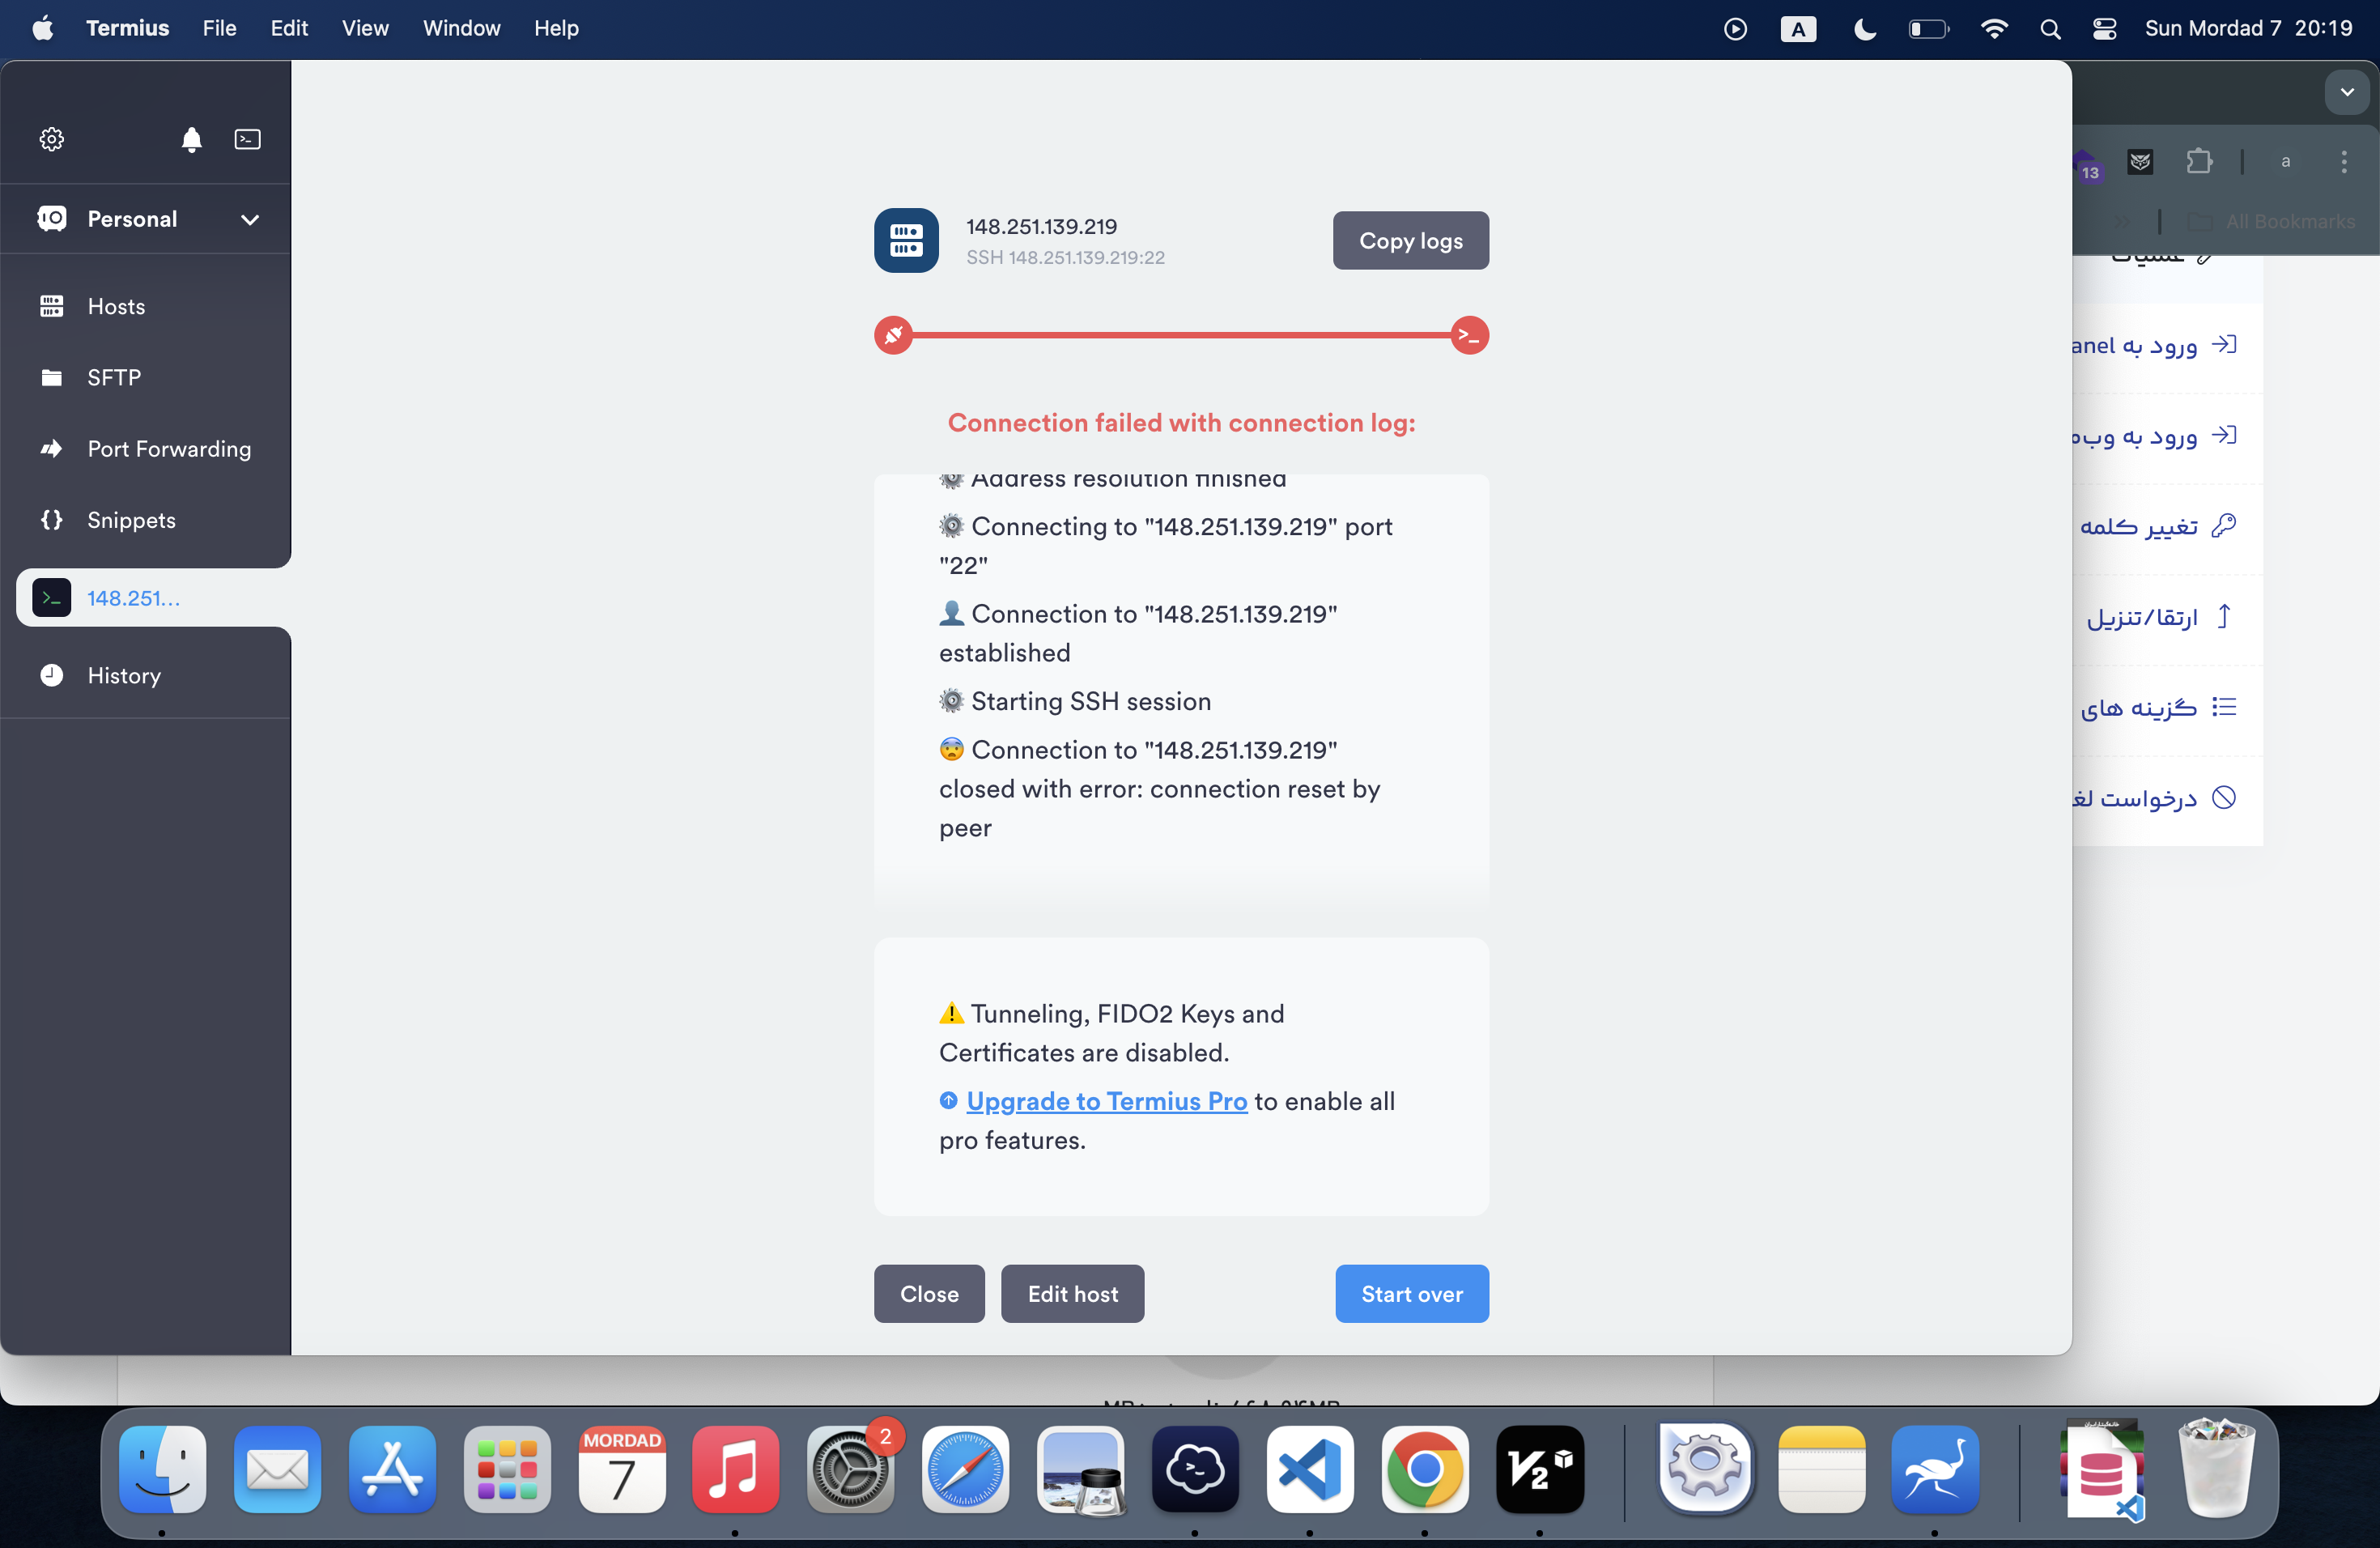 Termius File Edit View Window Help
A
Sun Mordad 7 20:19
Personal
Hosts
SFTP
Port Forwarding
Snippets
148.251...
History
148.251.139.219
SSH 148.251.139.219:22
Copy logs
Connection failed with connection log:
Address resolution finished
Connecting to "148.251.139.219" port
"22"
Connection to "148.251.139.219"
established
Starting SSH session
Connection to "148.251.139.219"
closed with error: connection reset by
peer
Tunneling, FIDO2 Keys and
Certificates are disabled.
Upgrade to Termius Pro to enable all
pro features.
Close
Edit host
Start over
13
a
All Bookmarks
عملیات
ورود به anel
ورود به
تغییر کلمه
ارتقا/تنزیل
گزینه های
درخواست
MORDAD
7
2
V2